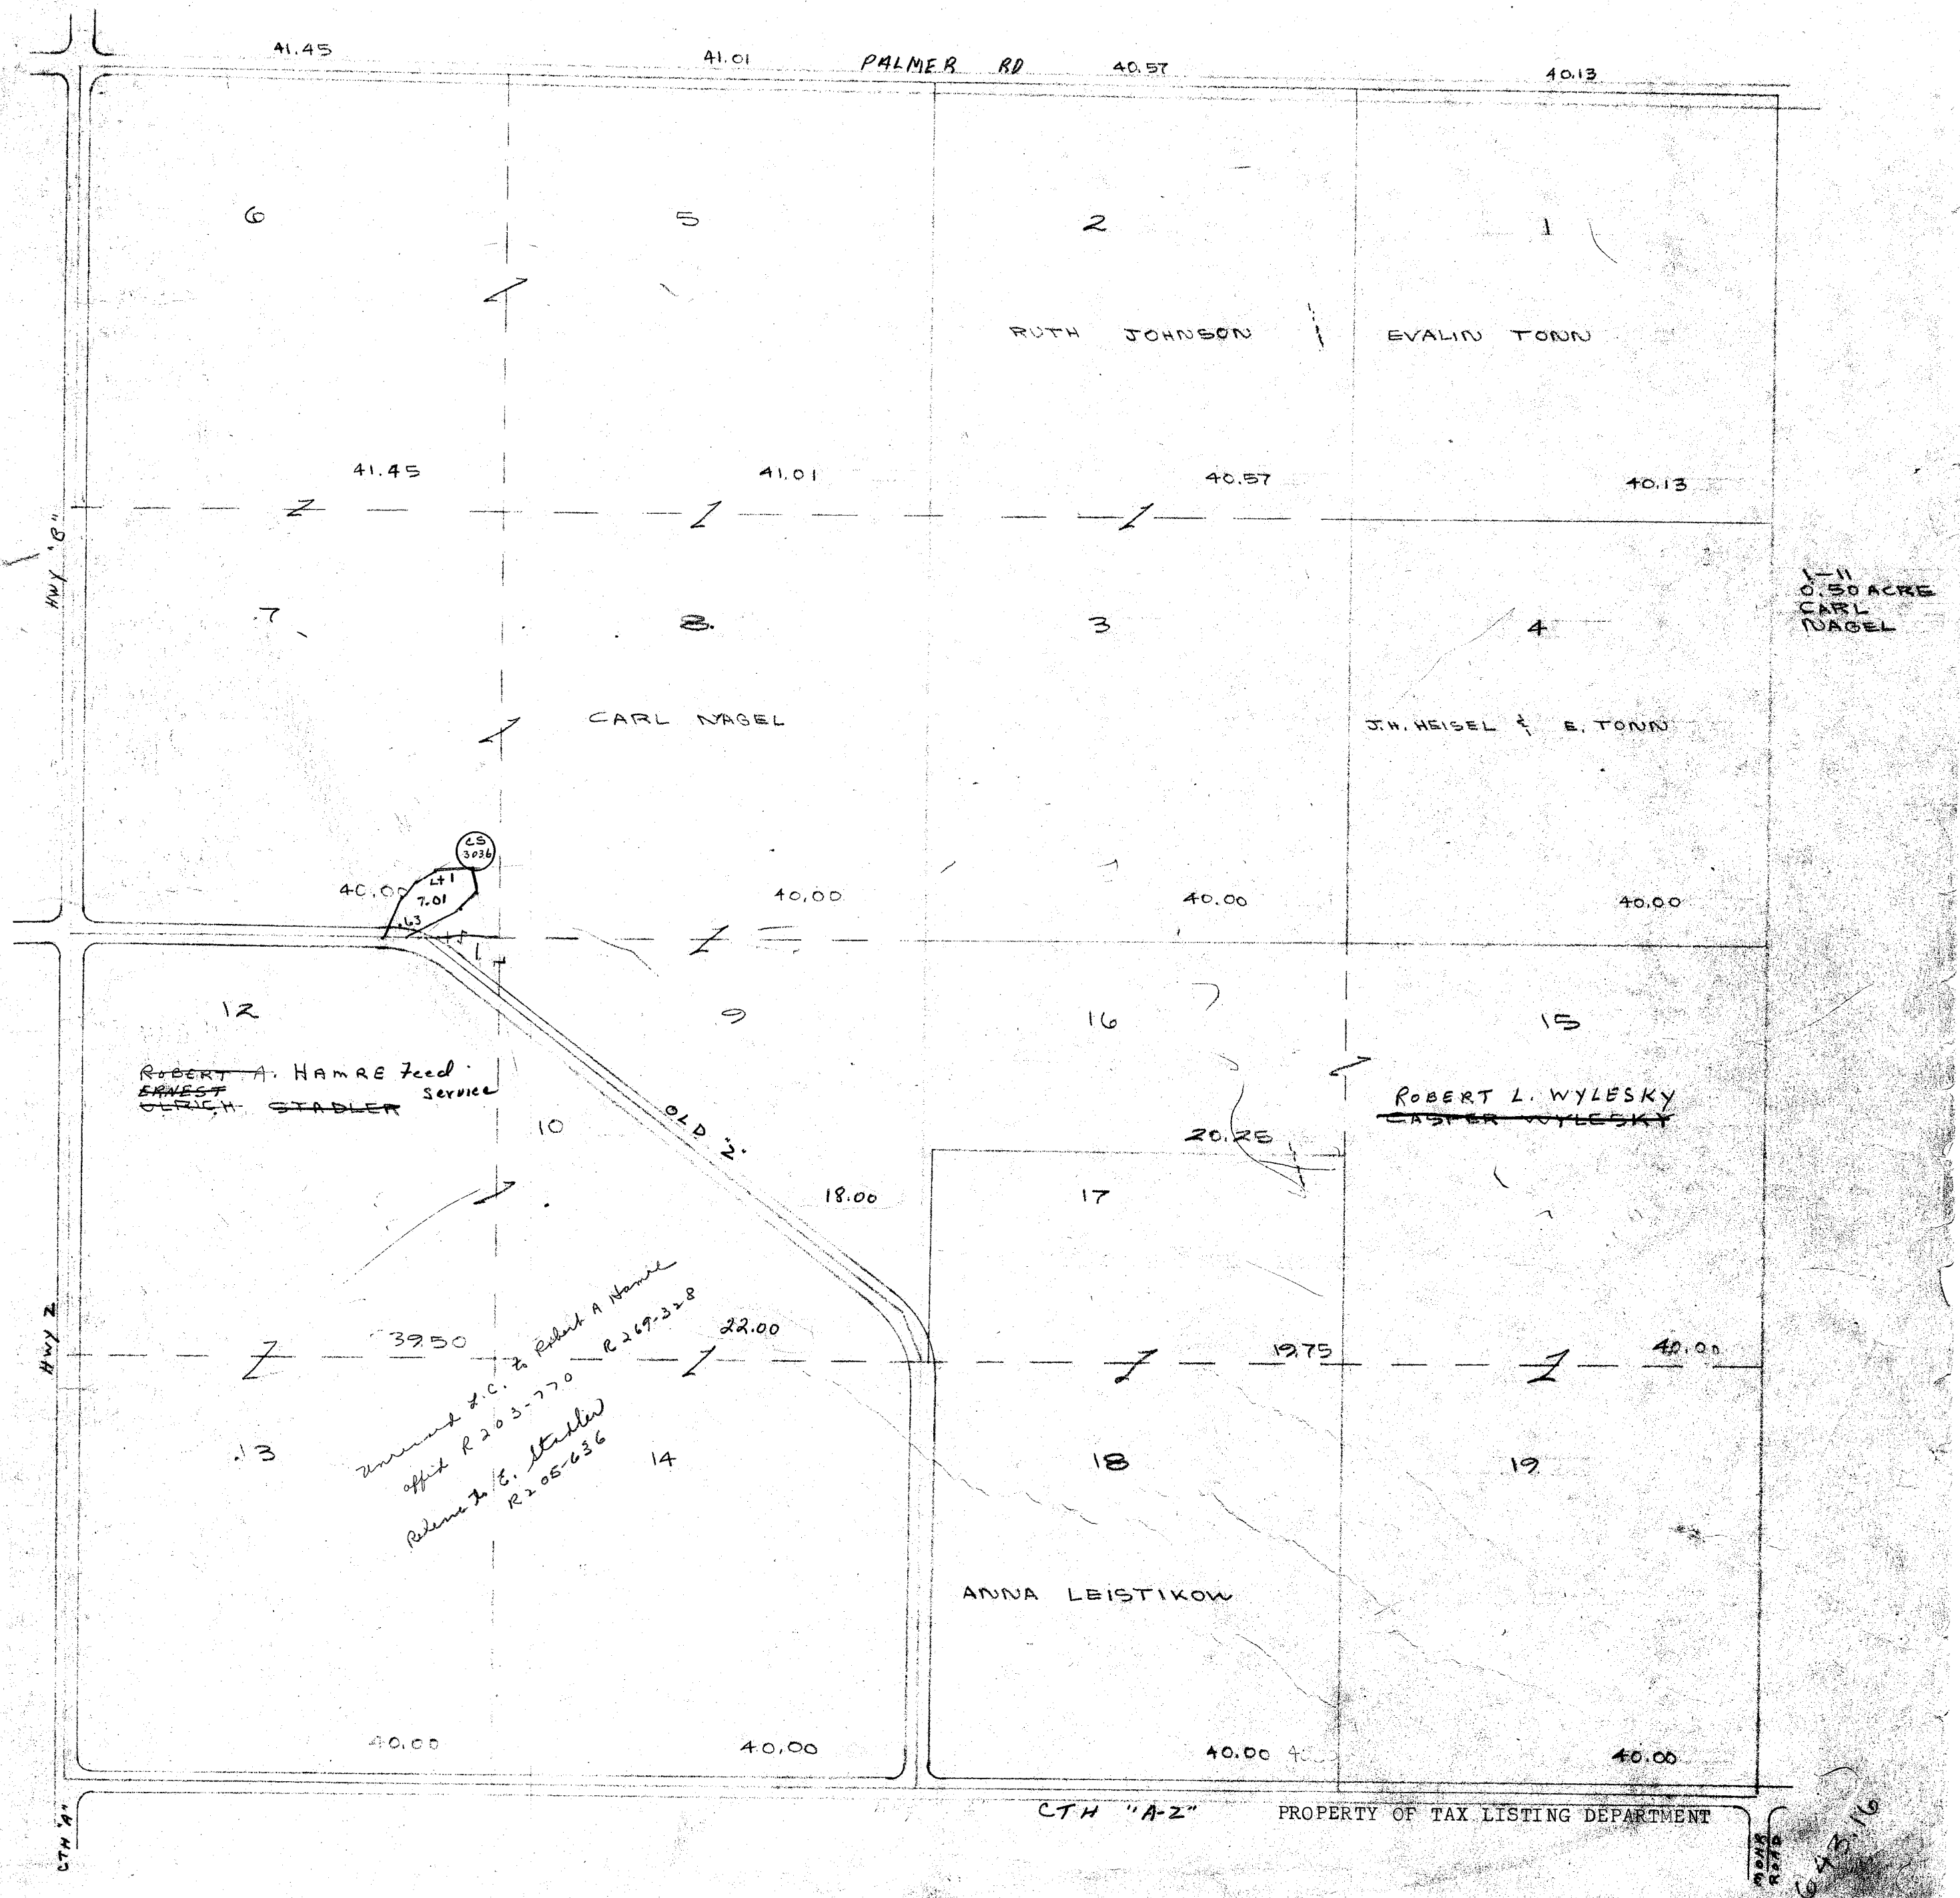 41.45
41.01
PALMER RD
40.57
40.13
6
5
2
1
RUTH JOHNSON
EVALIN TONN
41.45
41.01
40.57
40.13
HWY "B"
1-11
0.50 ACRE
CARL
NAGEL
7
8
3
4
CARL NAGEL
J.H. HEISEL & E. TONN
CS
3036
Lt 1
7.01
.63
40.00
40.00
40.00
40.00
12
9
16
15
ROBERT A. HAMRE Feed
Service
ERNEST
ULRICH STADLER
ROBERT L. WYLESKY
CASPER WYLESKY
10
OLD "Z"
20.25
18.00
17
HWY Z
39.50
22.00
19.75
40.00
L.C. to Robert A Hamre
R203-770 R269-328
to E. Stadler
R205-636
13
14
18
19
ANNA LEISTIKOW
40.00
40.00
40.00
40.00
CTH "A-Z"
PROPERTY OF TAX LISTING DEPARTMENT
CTH "A"
MOHR
ROAD